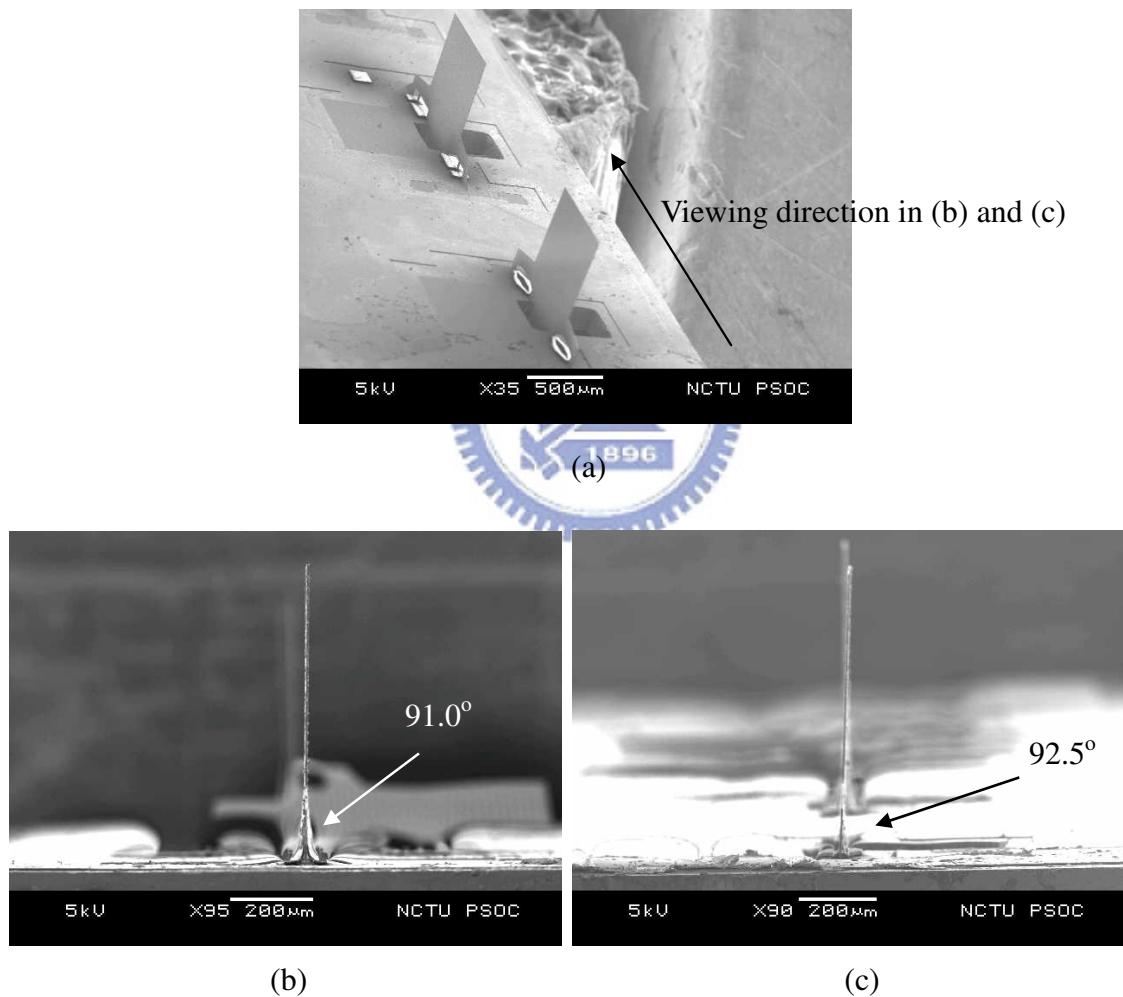 Viewing direction in (b) and (c)
5kV X35 500μm NCTU PSOC
1896
(a)
91.0°
92.5°
5kV X95 200μm NCTU PSOC
5kV X90 200μm NCTU PSOC
(b)
(c)